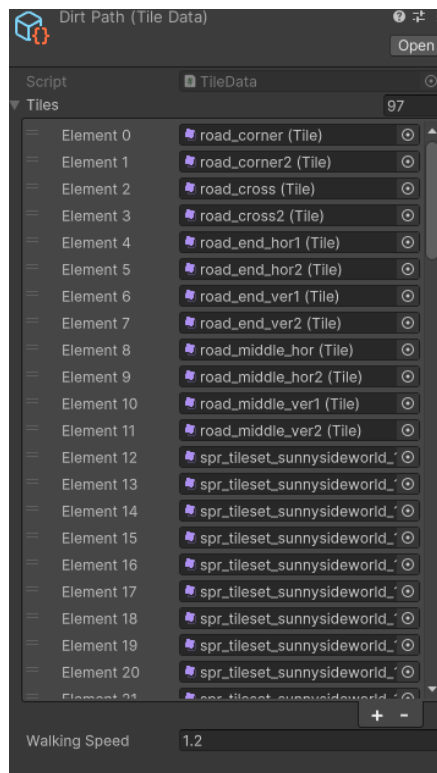 Dirt Path (Tile Data)
Open
Script TileData
Tiles 97
Element 0 road_corner (Tile)
Element 1 road_corner2 (Tile)
Element 2 road_cross (Tile)
Element 3 road_cross2 (Tile)
Element 4 road_end_hor1 (Tile)
Element 5 road_end_hor2 (Tile)
Element 6 road_end_ver1 (Tile)
Element 7 road_end_ver2 (Tile)
Element 8 road_middle_hor (Tile)
Element 9 road_middle_hor2 (Tile)
Element 10 road_middle_ver1 (Tile)
Element 11 road_middle_ver2 (Tile)
Element 12 spr_tileset_sunnysideworld_
Element 13 spr_tileset_sunnysideworld_
Element 14 spr_tileset_sunnysideworld_
Element 15 spr_tileset_sunnysideworld_
Element 16 spr_tileset_sunnysideworld_
Element 17 spr_tileset_sunnysideworld_
Element 18 spr_tileset_sunnysideworld_
Element 19 spr_tileset_sunnysideworld_
Element 20 spr_tileset_sunnysideworld_
Element 21 spr_tileset_sunnysideworld_
+ -
Walking Speed 1.2